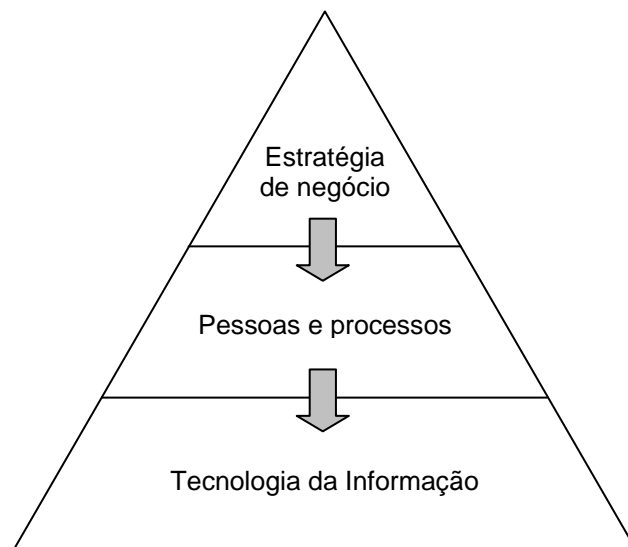 Estratégia
de negócio
Pessoas e processos
Tecnologia da Informação